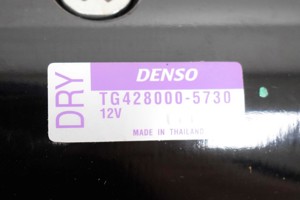 DRY
DENSO
TG428000-5730
12V
MADE IN THAILAND